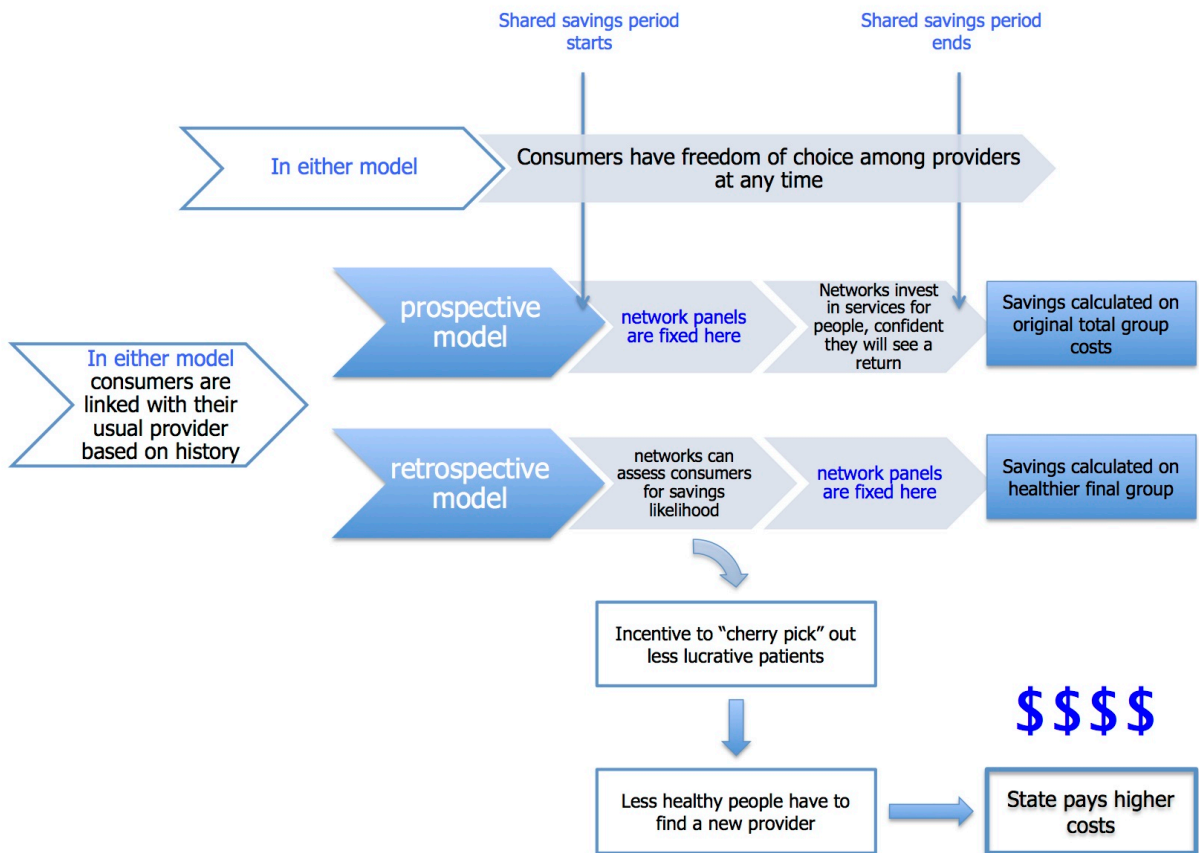 Shared savings period
starts
Shared savings period
ends
In either model
Consumers have freedom of choice among providers
at any time
In either model
consumers are
linked with their
usual provider
based on history
prospective
model
network panels
are fixed here
Networks invest
in services for
people, confident
they will see a
return
Savings calculated on
original total group
costs
retrospective
model
networks can
assess consumers
for savings
likelihood
network panels
are fixed here
Savings calculated on
healthier final group
Incentive to “cherry pick” out
less lucrative patients
Less healthy people have to
find a new provider
$$$$
State pays higher
costs